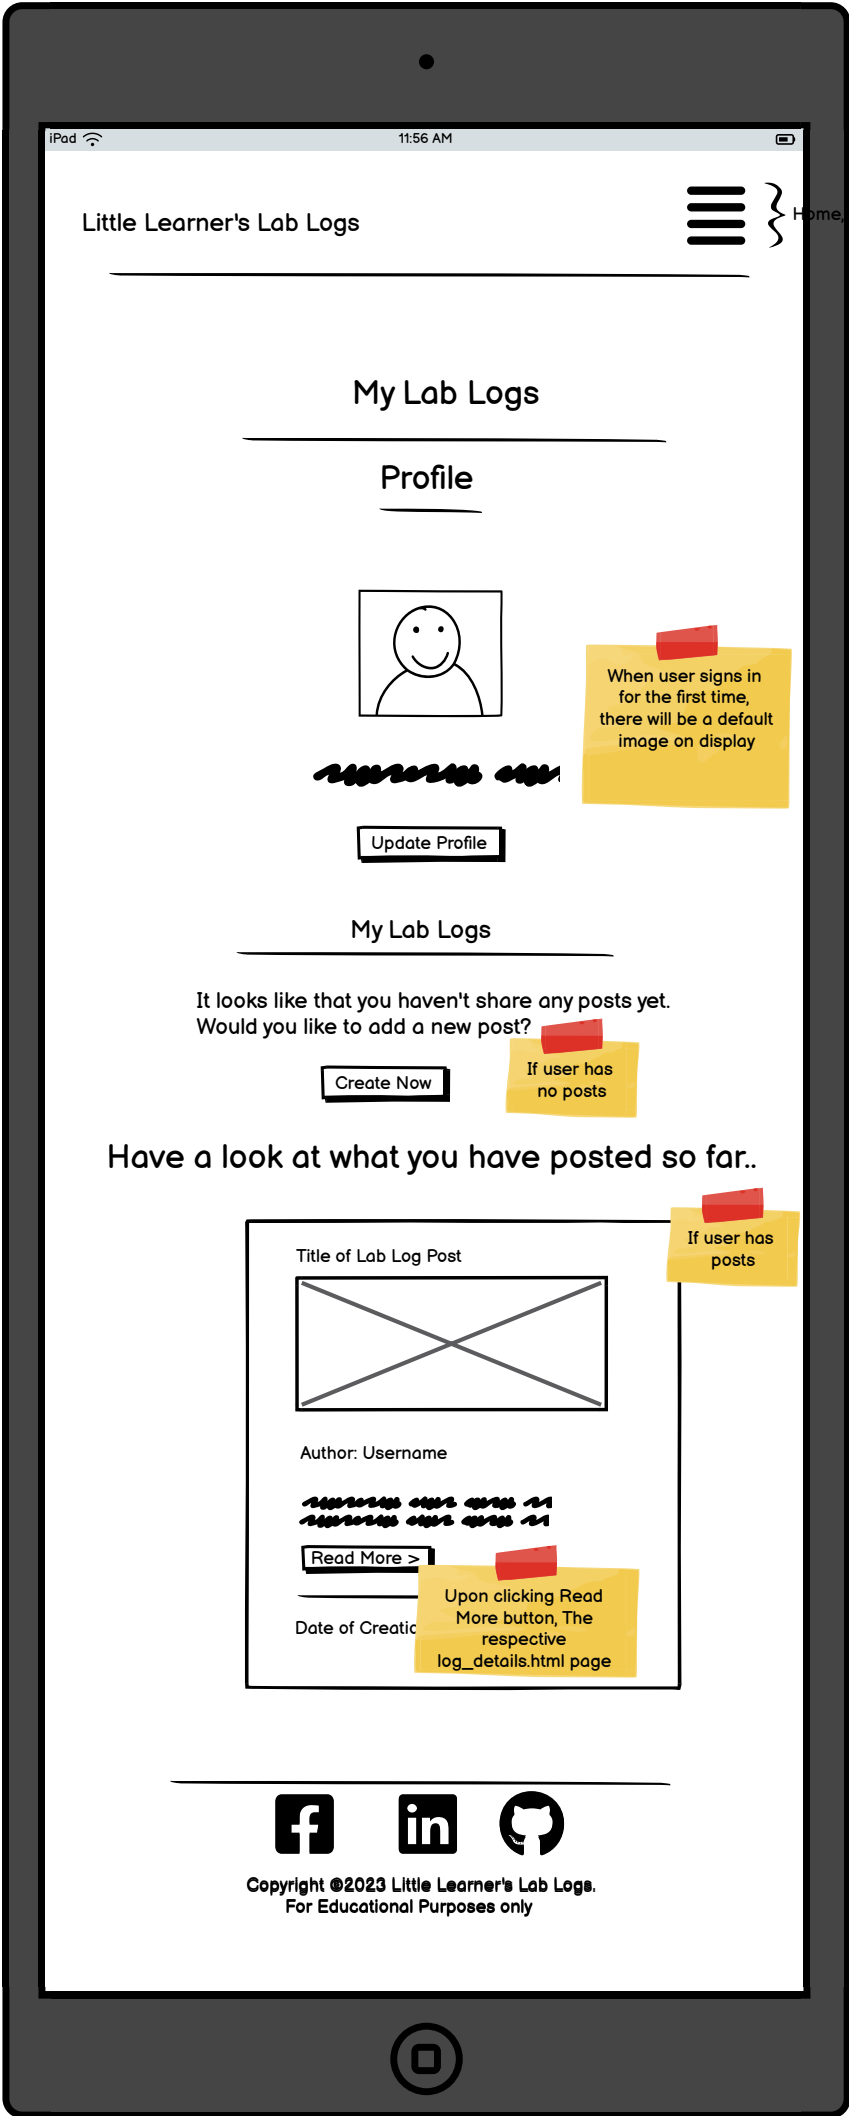 iPad
11:56 AM
Little Learner's Lab Logs
Home,
My Lab Logs
Profile
When user signs in
for the first time,
there will be a default
image on display
Update Profile
My Lab Logs
It looks like that you haven't share any posts yet.
Would you like to add a new post?
If user has
no posts
Create Now
Have a look at what you have posted so far..
If user has
posts
Title of Lab Log Post
Author: Username
Read More >
Upon clicking Read
More button, The
respective
log_details.html page
Date of
in
Copyright ©2023 Little Learner's Lab Logs.
For Educational Purposes only